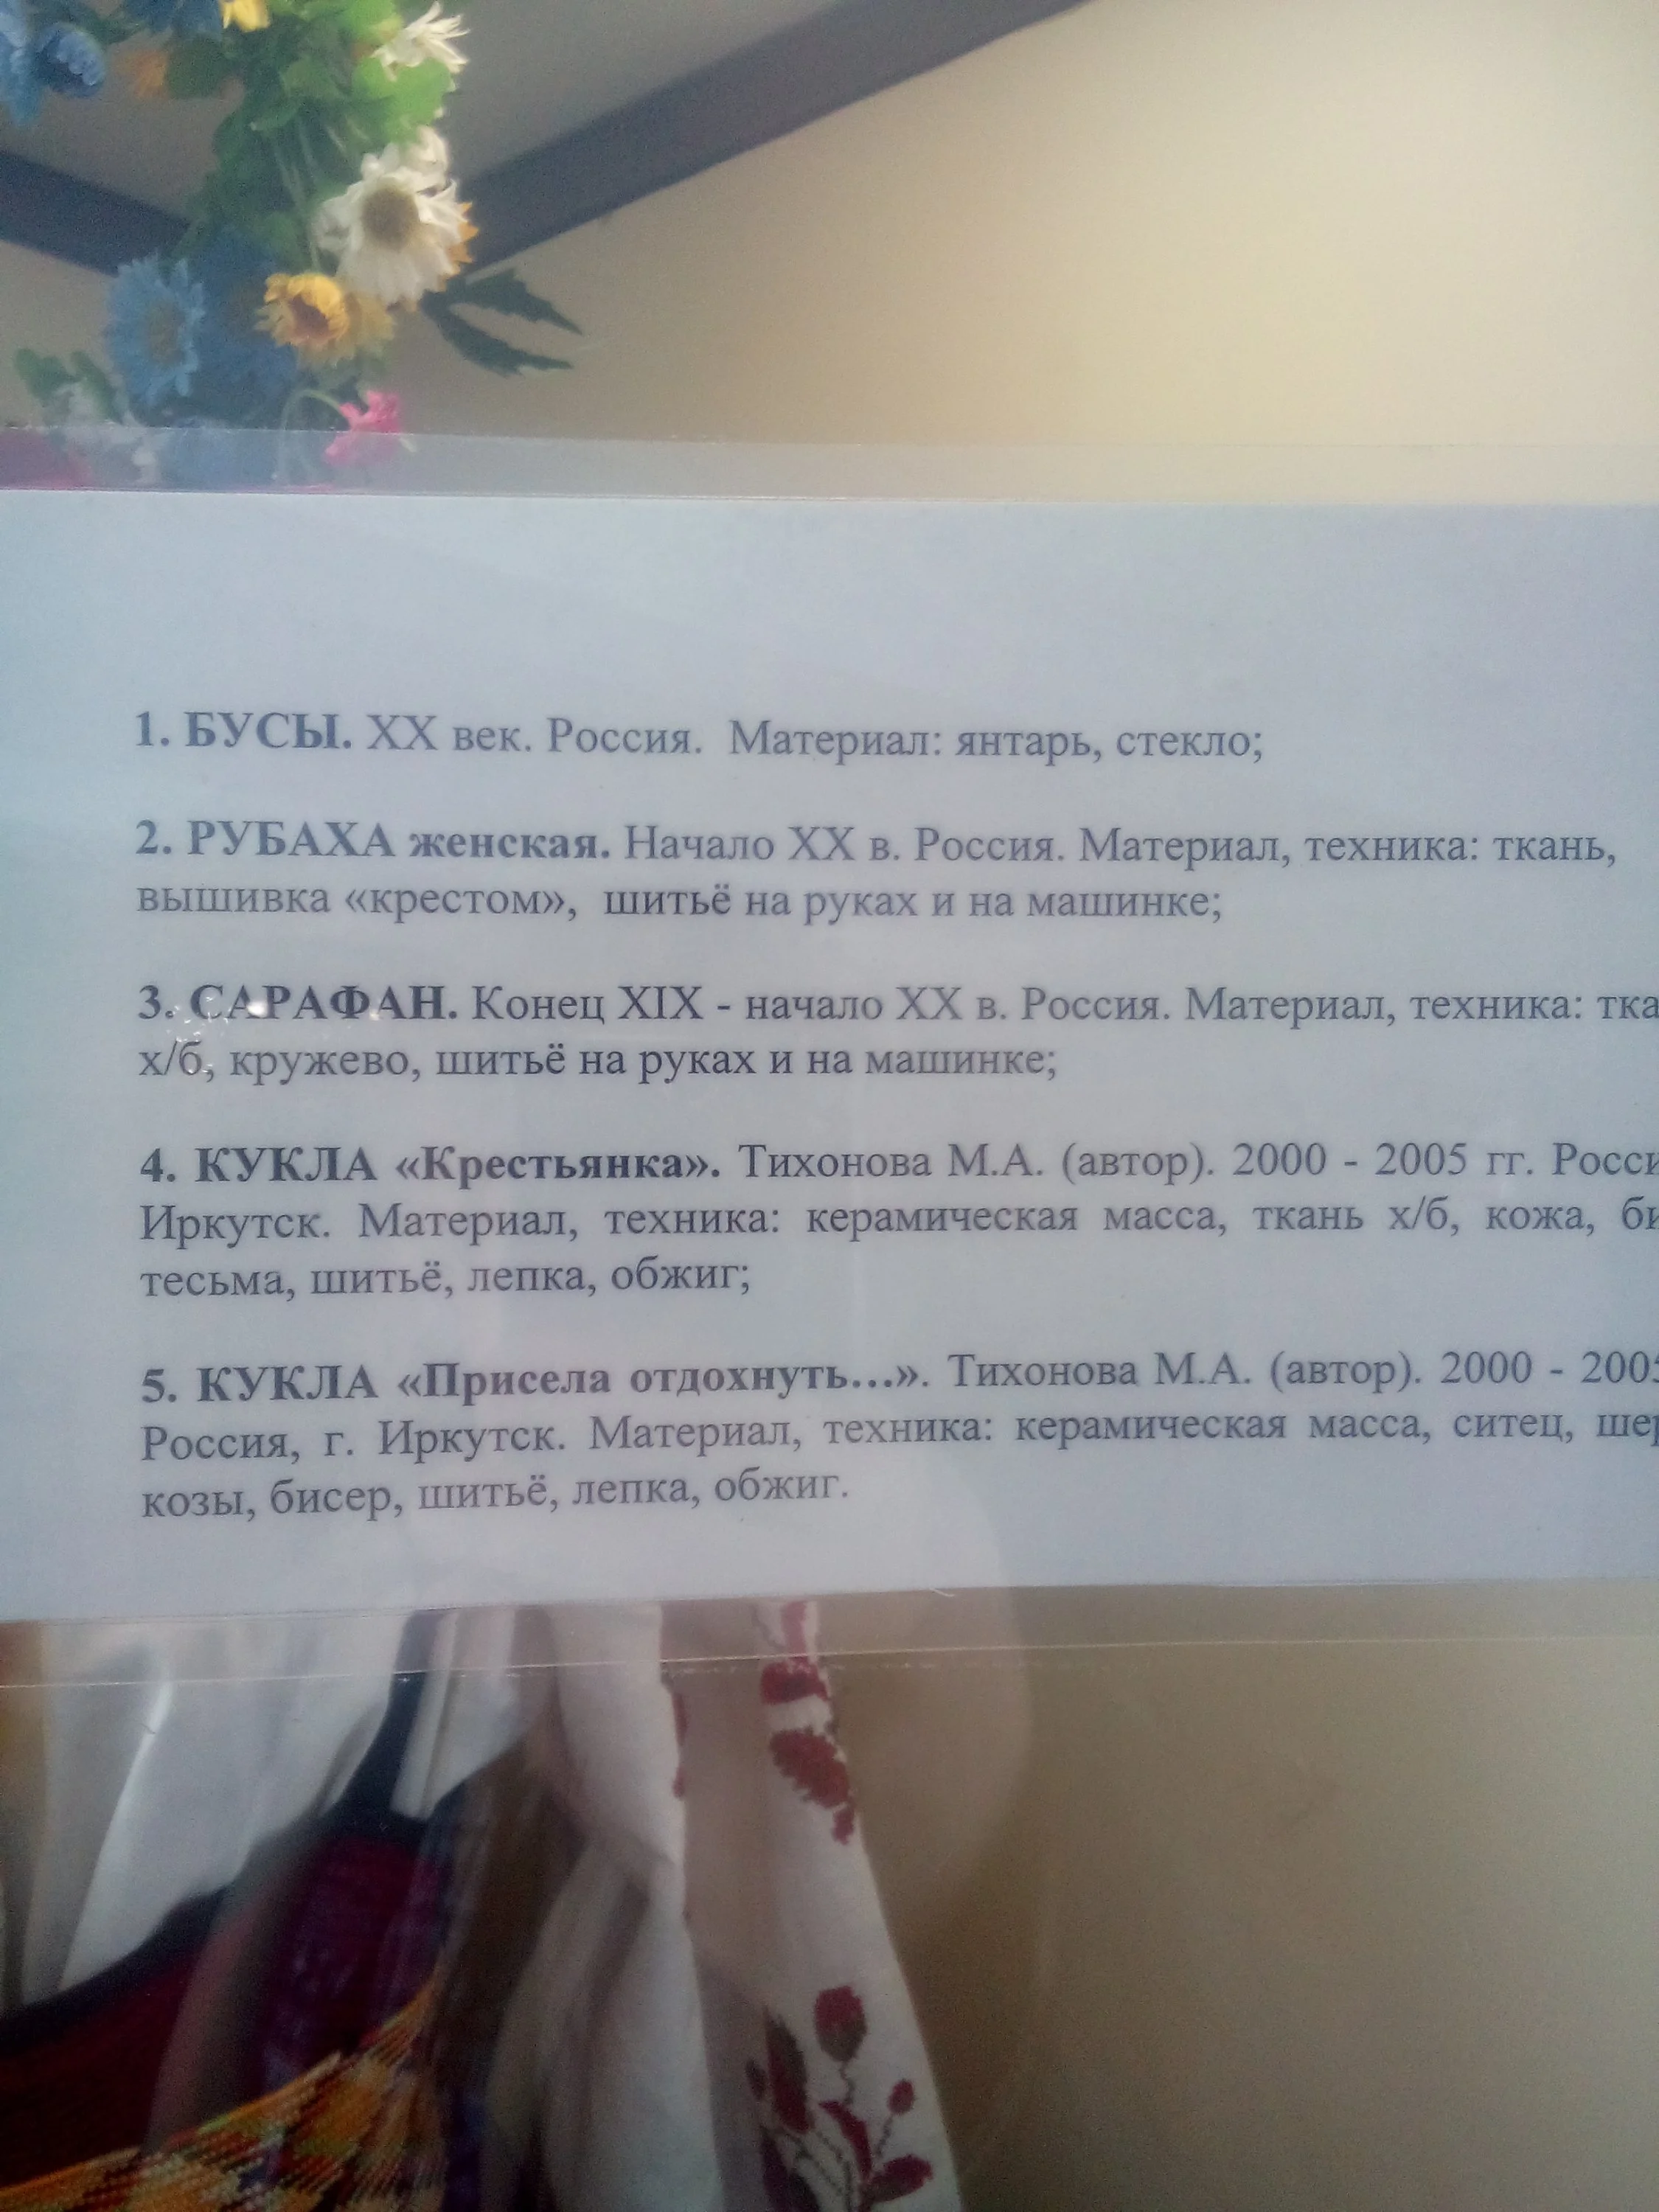 1. БУСЫ. XX век. Россия. Материал: янтарь, стекло;
2. РУБАХА женская. Начало XX в. Россия. Материал, техника: ткань,
вышивка «крестом», шитьё на руках и на машинке;
3. САРАФАН. Конец XIX - начало XX в. Россия. Материал, техника:
х/б, кружево, шитьё на руках и на машинке;
4. КУКЛА «Крестьянка». Тихонова М.А. (автор). 2000 - 2005 гг.
Иркутск. Материал, техника: керамическая масса, ткань х/б, кожа,
тесьма, шитьё, лепка, обжиг;
5. КУКЛА «Присела отдохнуть...». Тихонова М.А. (автор). 2000 - 2005
Россия, г. Иркутск. Материал, техника: керамическая масса, ситец,
козы, бисер, шитьё, лепка, обжиг.